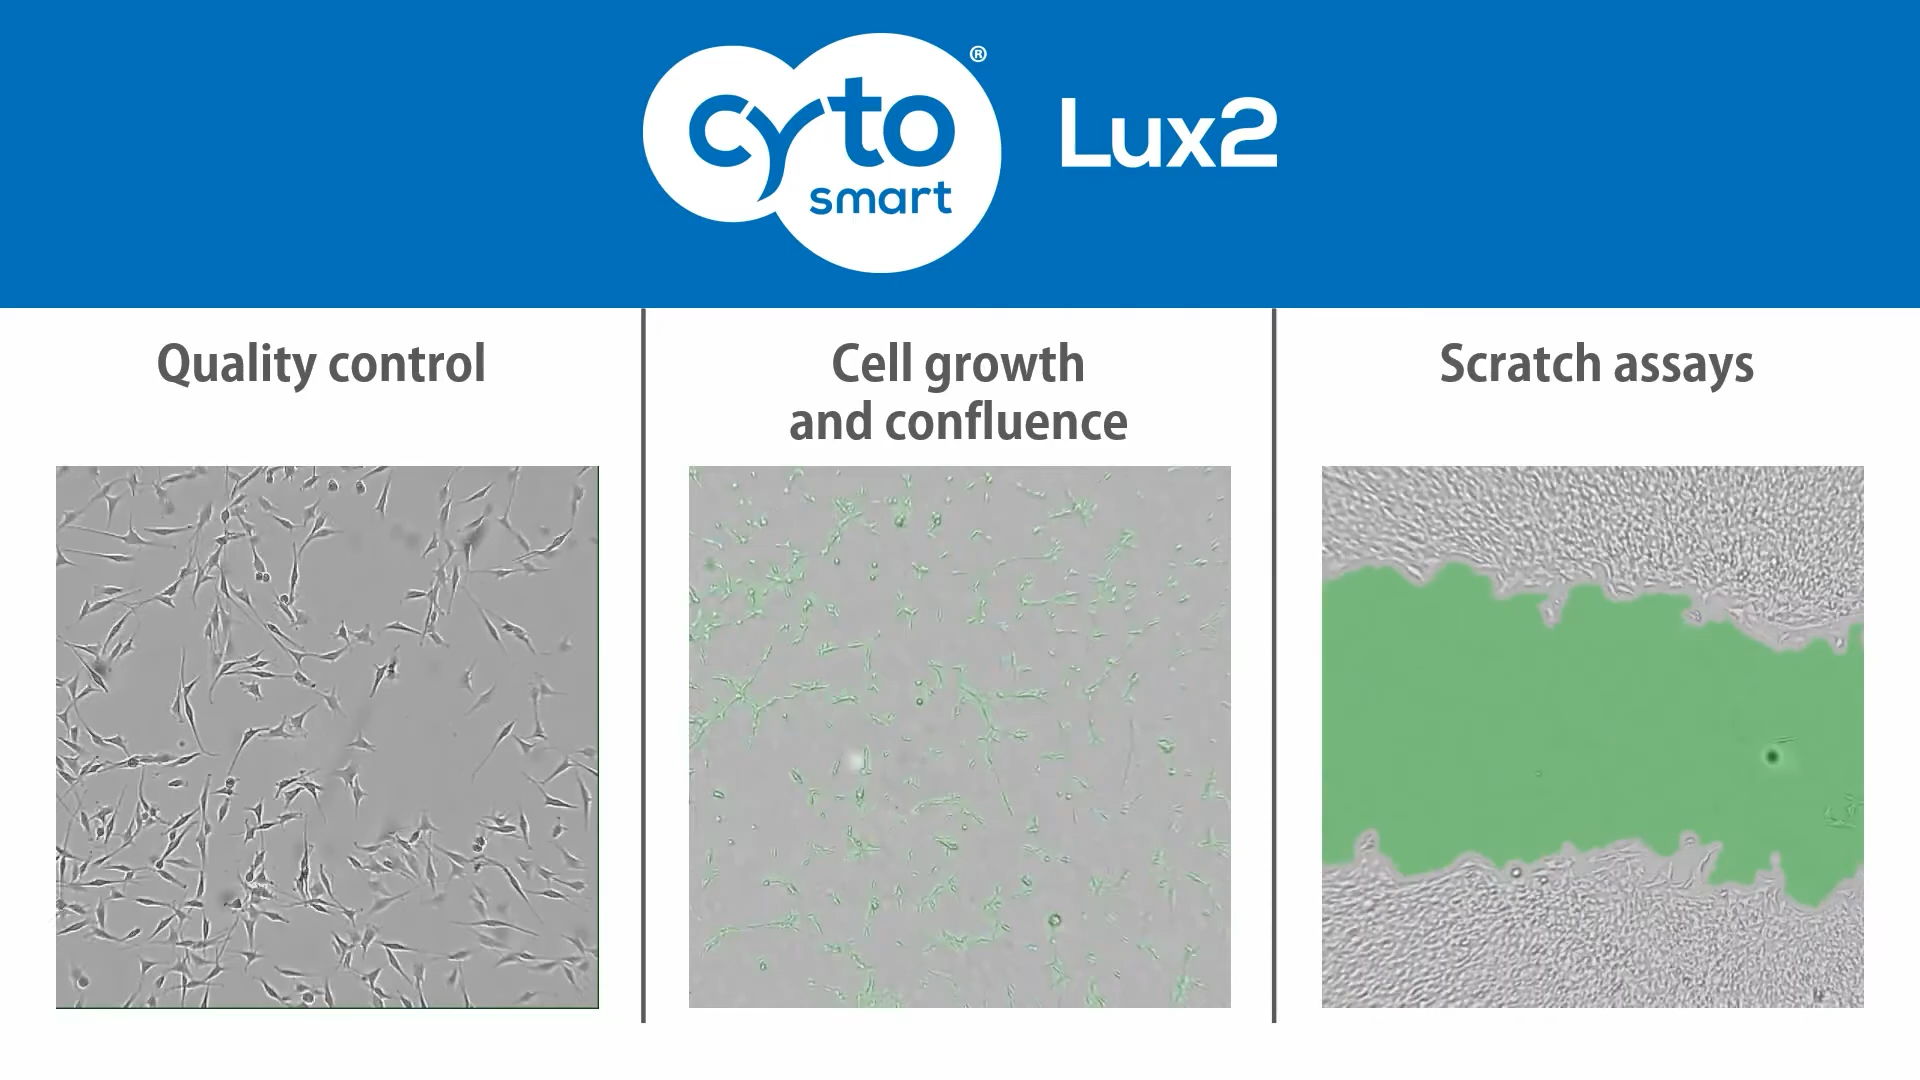 cyto
smart
®
Lux2
Quality control
Cell growth
and confluence
Scratch assays